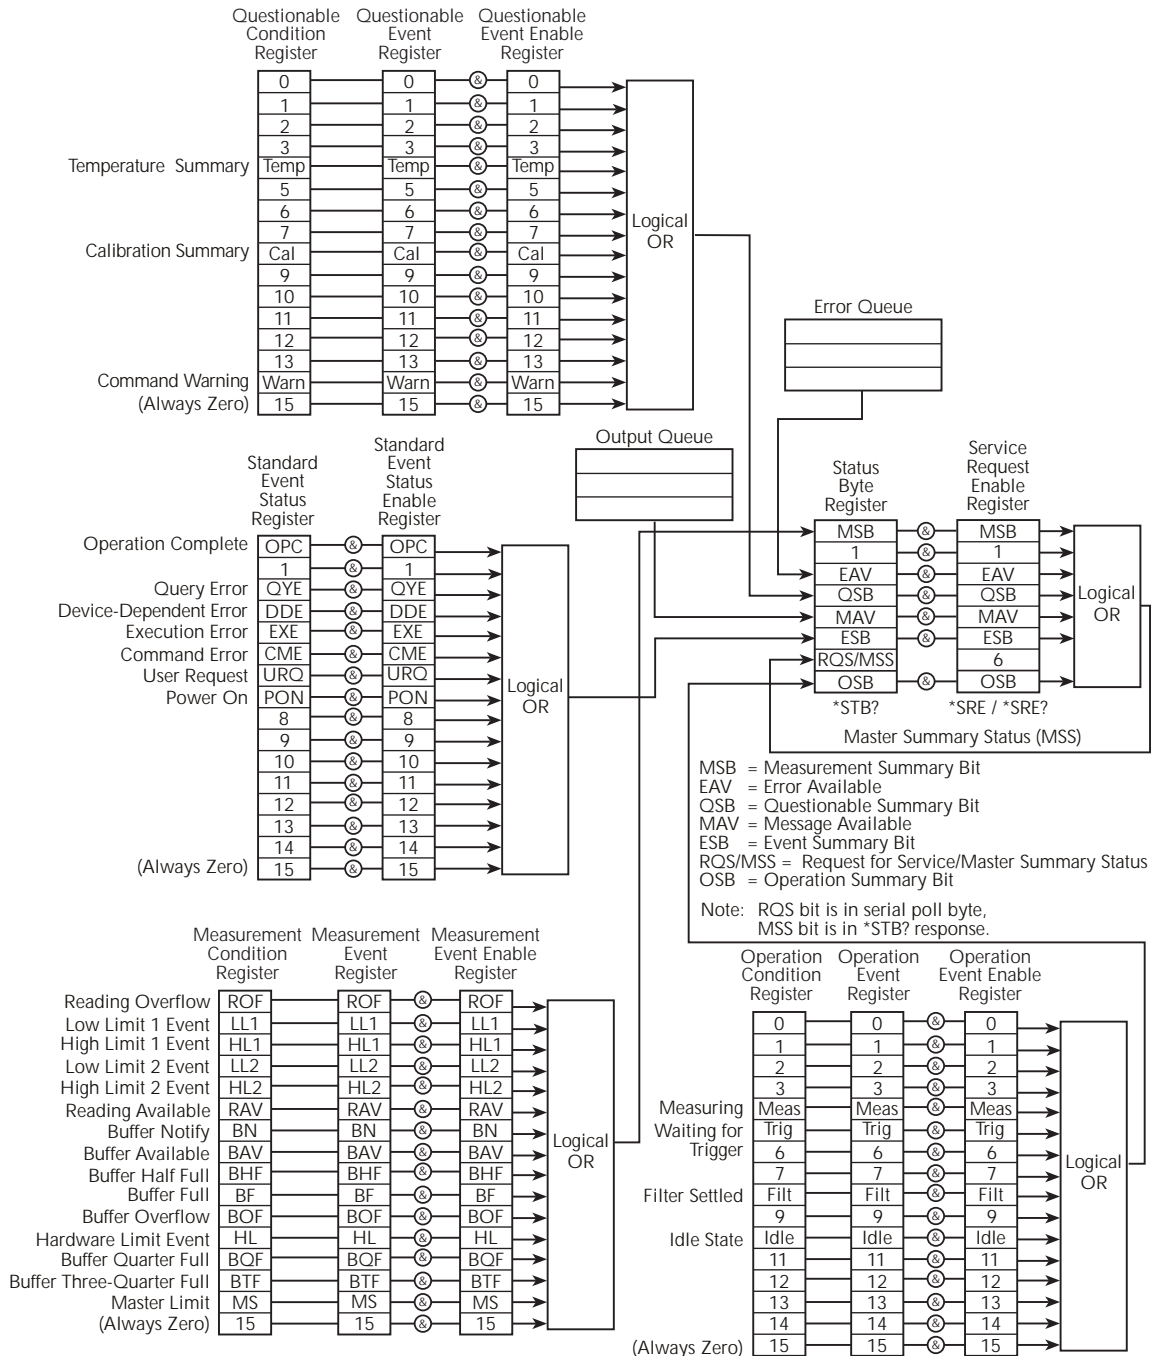 Questionable Condition Register
Questionable Event Register
Questionable Event Enable Register
0 0 & 0
1 1 & 1
2 2 & 2
3 3 & 3
Temperature Summary Temp Temp & Temp
5 5 & 5
6 6 & 6
7 7 & 7
Calibration Summary Cal Cal & Cal
9 9 & 9
10 10 & 10
11 11 & 11
12 12 & 12
13 13 & 13
Command Warning Warn Warn & Warn
(Always Zero) 15 15 & 15
Logical OR
Error Queue
Output Queue
Standard Event Status Register
Standard Event Status Enable Register
Operation Complete OPC & OPC
1 & 1
Query Error QYE & QYE
Device-Dependent Error DDE & DDE
Execution Error EXE & EXE
Command Error CME & CME
User Request URQ & URQ
Power On PON & PON
8 & 8
9 & 9
10 & 10
11 & 11
12 & 12
13 & 13
14 & 14
(Always Zero) 15 & 15
Logical OR
Status Byte Register
Service Request Enable Register
MSB & MSB
1 & 1
EAV & EAV
QSB & QSB
MAV & MAV
ESB & ESB
RQS/MSS 6
OSB & OSB
*STB? *SRE / *SRE?
Logical OR
Master Summary Status (MSS)
MSB = Measurement Summary Bit
EAV = Error Available
QSB = Questionable Summary Bit
MAV = Message Available
ESB = Event Summary Bit
RQS/MSS = Request for Service/Master Summary Status
OSB = Operation Summary Bit
Note: RQS bit is in serial poll byte,
MSS bit is in *STB? response.
Measurement Condition Register
Measurement Event Register
Measurement Event Enable Register
Reading Overflow ROF ROF & ROF
Low Limit 1 Event LL1 LL1 & LL1
High Limit 1 Event HL1 HL1 & HL1
Low Limit 2 Event LL2 LL2 & LL2
High Limit 2 Event HL2 HL2 & HL2
Reading Available RAV RAV & RAV
Buffer Notify BN BN & BN
Buffer Available BAV BAV & BAV
Buffer Half Full BHF BHF & BHF
Buffer Full BF BF & BF
Buffer Overflow BOF BOF & BOF
Hardware Limit Event HL HL & HL
Buffer Quarter Full BQF BQF & BQF
Buffer Three-Quarter Full BTF BTF & BTF
Master Limit MS MS & MS
(Always Zero) 15 15 & 15
Logical OR
Operation Condition Register
Operation Event Register
Operation Event Enable Register
0 0 & 0
1 1 & 1
2 2 & 2
3 3 & 3
Measuring Meas Meas & Meas
Waiting for Trigger Trig Trig & Trig
6 6 & 6
7 7 & 7
Filter Settled Filt Filt & Filt
9 9 & 9
Idle State Idle Idle & Idle
11 11 & 11
12 12 & 12
13 13 & 13
14 14 & 14
(Always Zero) 15 15 & 15
Logical OR